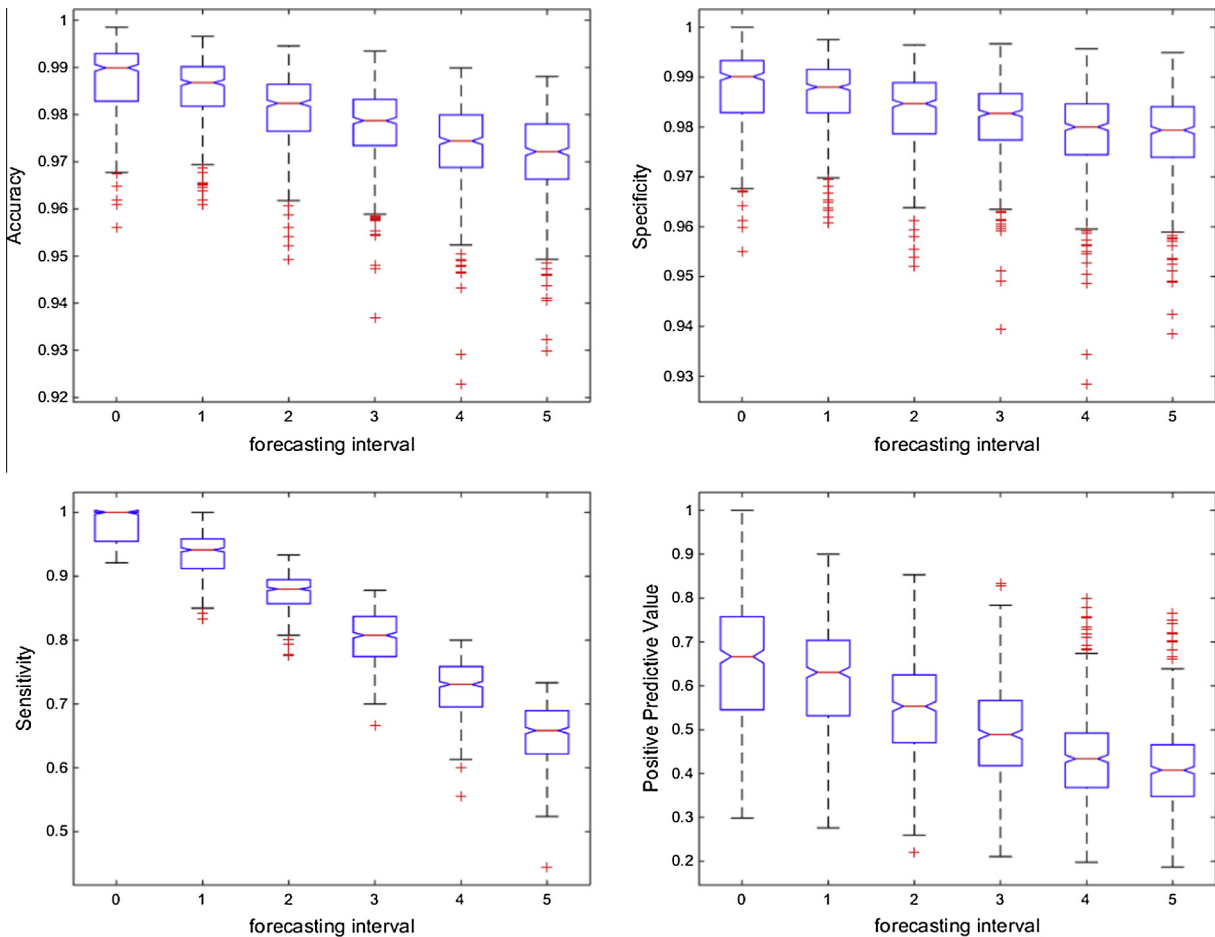 1
0.99
0.98
0.97
0.96
0.95
0.94
0.93
0.92
Accuracy
0 1 2 3 4 5
forecasting interval
1
0.99
0.98
0.97
0.96
0.95
0.94
0.93
Specificity
0 1 2 3 4 5
forecasting interval
1
0.9
0.8
0.7
0.6
0.5
Sensitivity
0 1 2 3 4 5
forecasting interval
1
0.9
0.8
0.7
0.6
0.5
0.4
0.3
0.2
Positive Predictive Value
0 1 2 3 4 5
forecasting interval